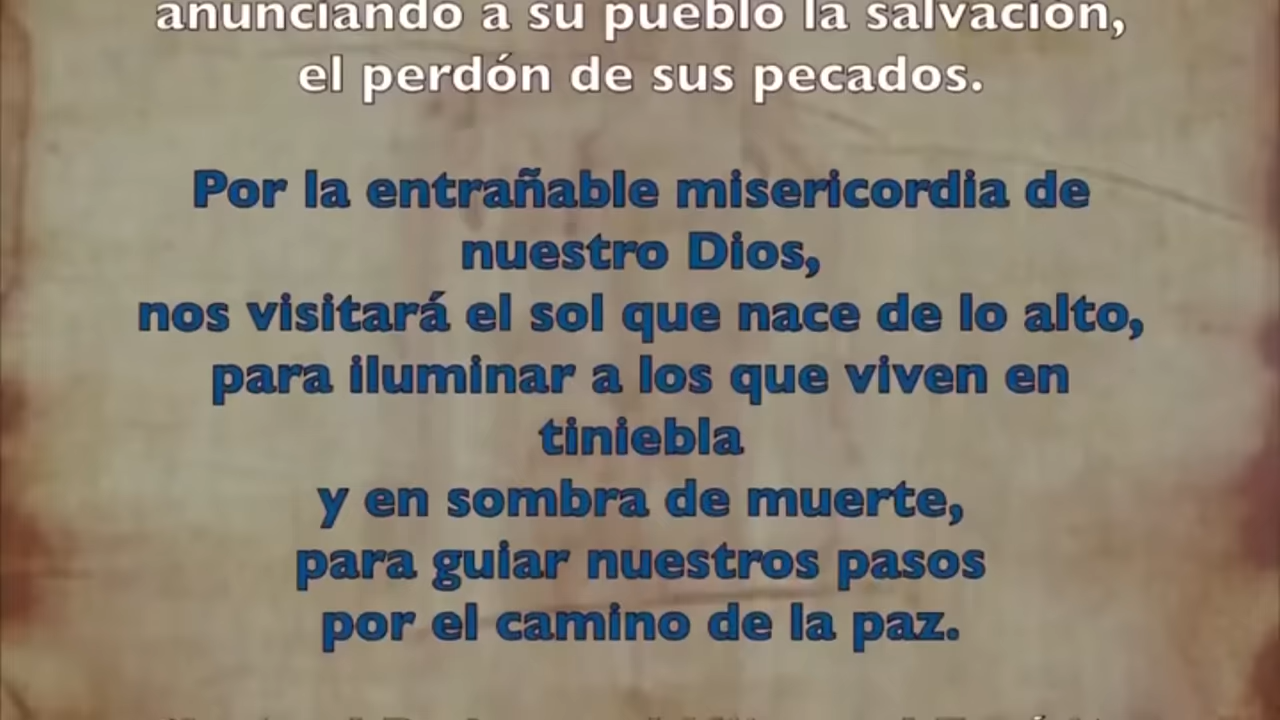 anunciando a su pueblo la salvación,
el perdón de sus pecados.
Por la entrañable misericordia de
nuestro Dios,
nos visitará el sol que nace de lo alto,
para iluminar a los que viven en
tiniebla
y en sombra de muerte,
para guiar nuestros pasos
por el camino de la paz.